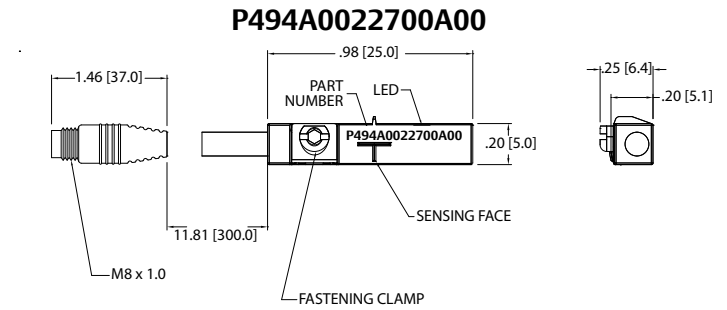 P494A0022700A00
.98 [25.0]
1.46 [37.0]
PART
NUMBER
LED
.25 [6.4]
.20 [5.1]
P494A0022700A00
.20 [5.0]
SENSING FACE
11.81 [300.0]
M8 x 1.0
FASTENING CLAMP